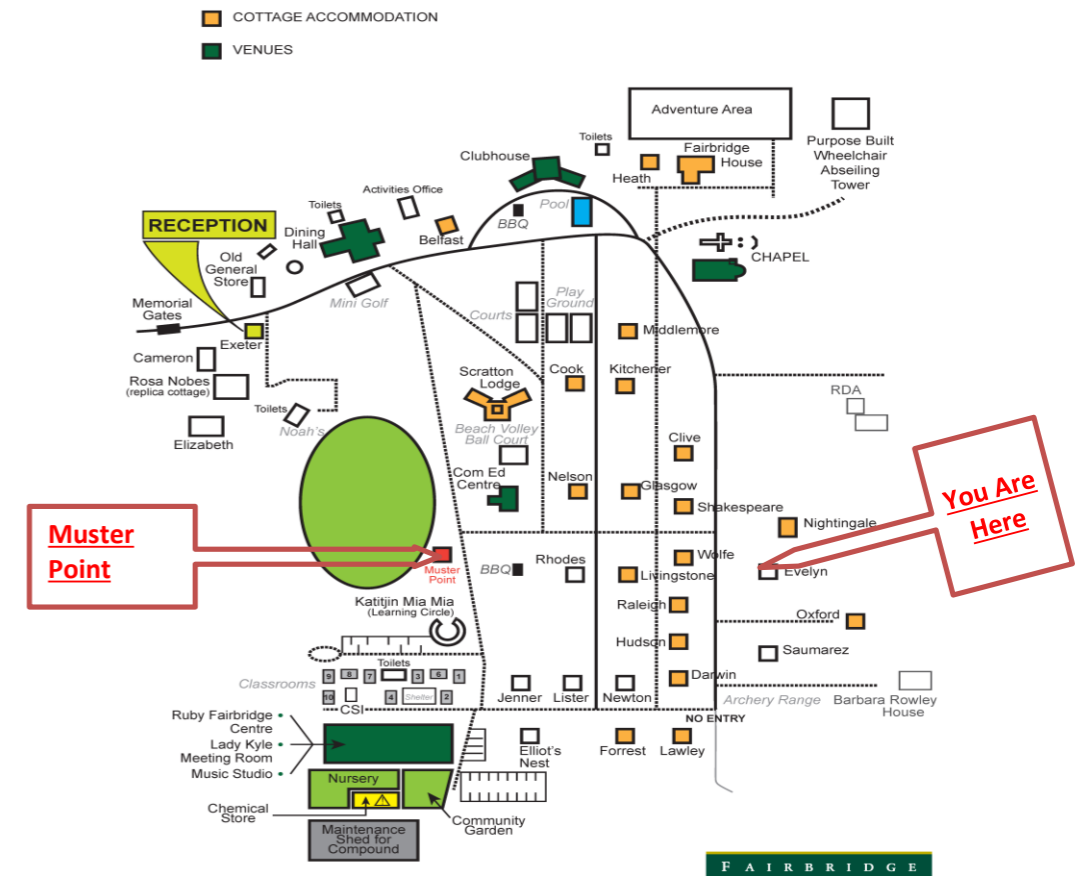 COTTAGE ACCOMMODATION
VENUES
Adventure Area
Purpose Built
Wheelchair
Abseiling
Tower
Toilets
Fairbridge
House
Clubhouse
Heath
Activities Office
Toilets
Pool
BBQ
RECEPTION
Dining
Hall
Belfast
CHAPEL
Old
General
Store
Mini Golf
Play
Ground
Courts
Memorial
Gates
Exeter
Middlemore
Cameron
Rosa Nobes
(replica cottage)
Scratton
Lodge
Cook
Kitchener
RDA
Toilets
Noah's
Elizabeth
Beach Volley
Ball Court
Clive
Com Ed
Centre
Nelson
Glasgow
Shakespeare
Nightingale
You Are
Here
Muster
Point
Muster
Point
BBQ
Rhodes
Wolfe
Livingstone
Evelyn
Katitjin Mia Mia
(Learning Circle)
Raleigh
Oxford
Hudson
Saumarez
Toilets
Classrooms
9
8
7
3
6
1
10
CSI
4
Shelter
2
Jenner
Lister
Newton
Darwin
Archery Range
Barbara Rowley
House
NO ENTRY
Ruby Fairbridge
Centre
Lady Kyle
Meeting Room
Music Studio
Elliot's
Nest
Forrest
Lawley
Nursery
Chemical
Store
Community
Garden
Maintenance
Shed for
Compound
FAIRBRIDGE